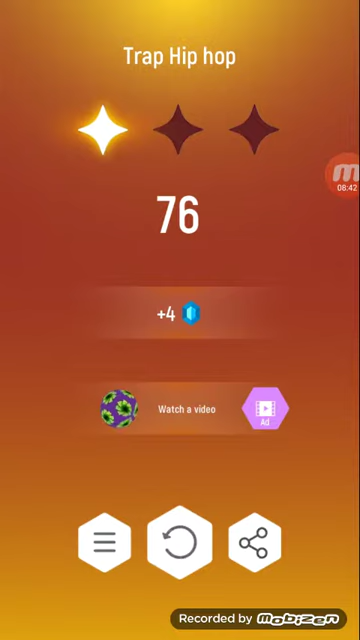 Trap Hip hop
08:42
76
+4
Watch a video
Ad
Recorded by Mobizen